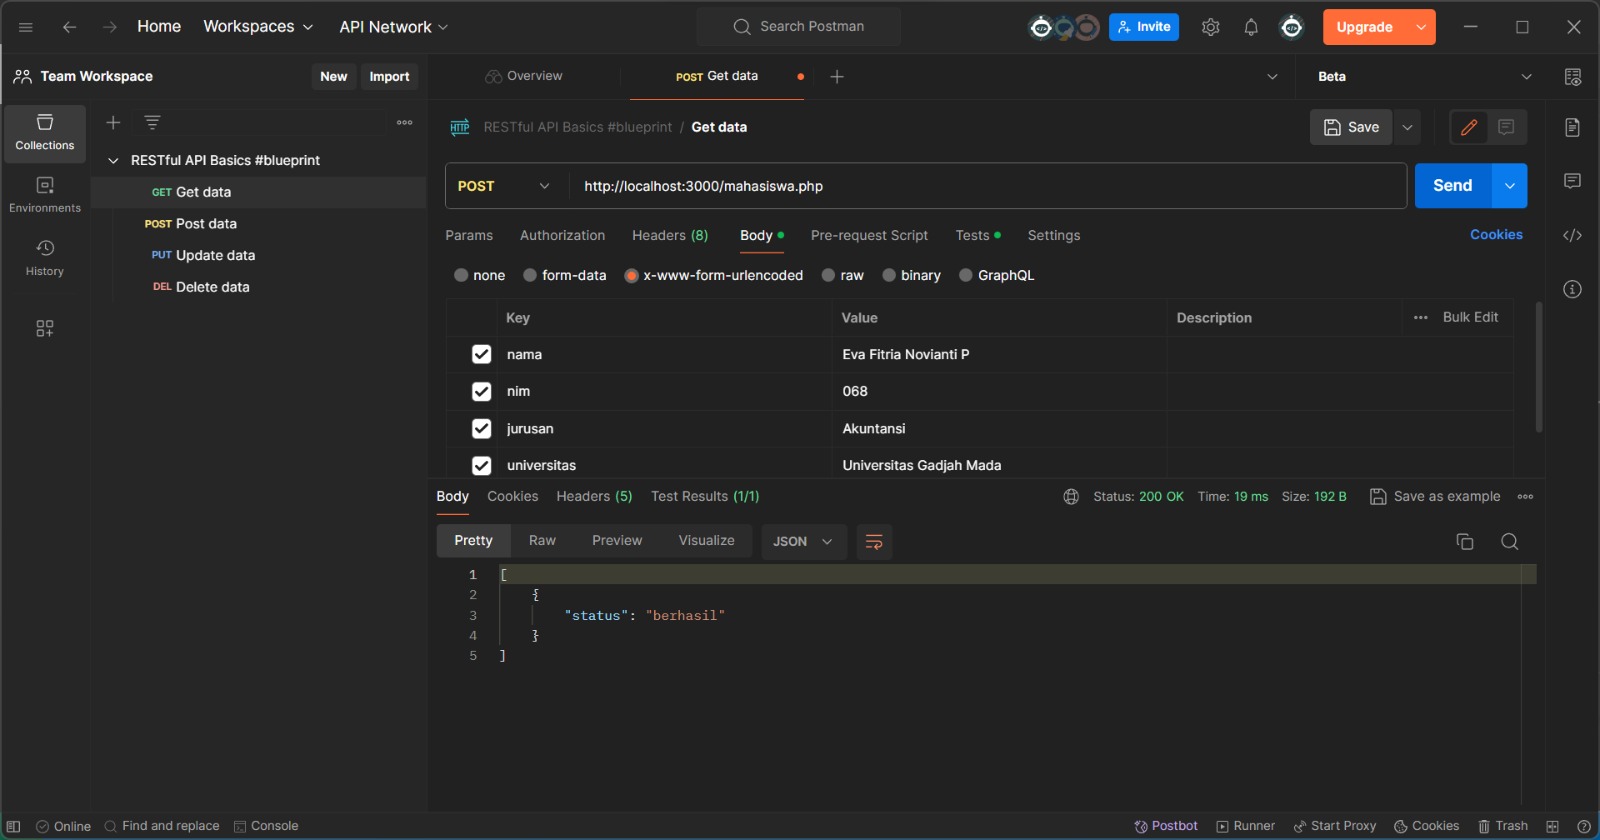 Home Workspaces API Network Search Postman Invite Upgrade
Team Workspace New Import Overview POST Get data Beta
Collections
Environments
History
RESTful API Basics #blueprint
GET Get data
POST Post data
PUT Update data
DEL Delete data
HTTP RESTful API Basics #blueprint / Get data Save
POST http://localhost:3000/mahasiswa.php Send
Params Authorization Headers (8) Body Pre-request Script Tests Settings Cookies
none form-data x-www-form-urlencoded raw binary GraphQL
Key Value Description Bulk Edit
nama Eva Fitria Novianti P
nim 068
jurusan Akuntansi
universitas Universitas Gadjah Mada
Body Cookies Headers (5) Test Results (1/1) Status: 200 OK Time: 19 ms Size: 192 B Save as example
Pretty Raw Preview Visualize JSON
1 [
2 {
3 "status": "berhasil"
4 }
5 ]
Online Find and replace Console Postbot Runner Start Proxy Cookies Trash